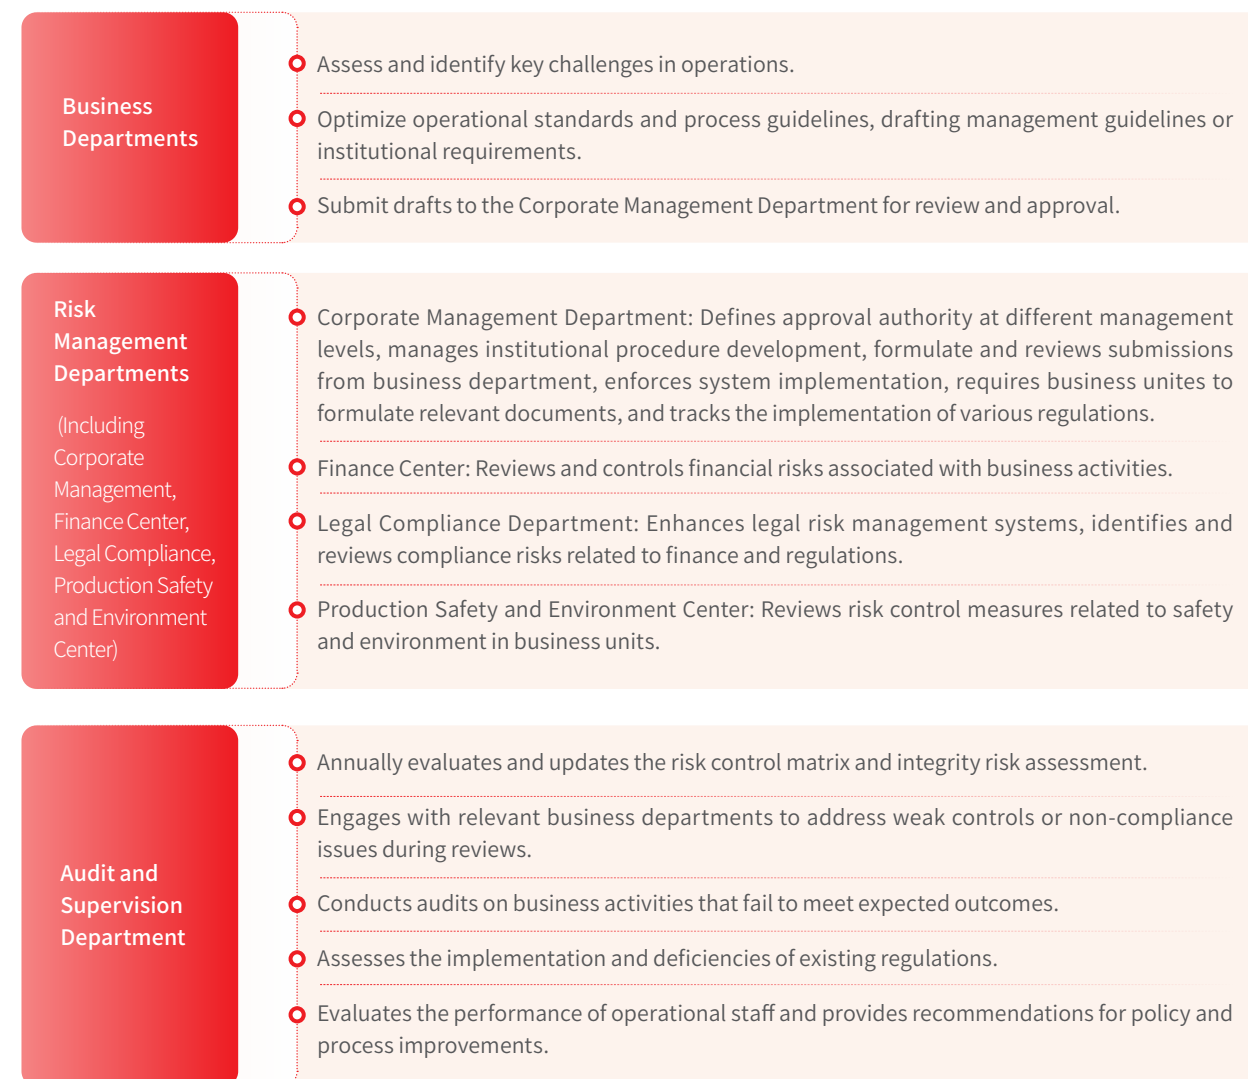 Business
Departments
Assess and identify key challenges in operations.
Optimize operational standards and process guidelines, drafting management guidelines or
institutional requirements.
Submit drafts to the Corporate Management Department for review and approval.
Risk
Management
Departments
(Including
Corporate
Management,
Finance Center,
Legal Compliance,
Production Safety
and Environment
Center)
Corporate Management Department: Defines approval authority at different management
levels, manages institutional procedure development, formulate and reviews submissions
from business department, enforces system implementation, requires business unites to
formulate relevant documents, and tracks the implementation of various regulations.
Finance Center: Reviews and controls financial risks associated with business activities.
Legal Compliance Department: Enhances legal risk management systems, identifies and
reviews compliance risks related to finance and regulations.
Production Safety and Environment Center: Reviews risk control measures related to safety
and environment in business units.
Audit and
Supervision
Department
Annually evaluates and updates the risk control matrix and integrity risk assessment.
Engages with relevant business departments to address weak controls or non-compliance
issues during reviews.
Conducts audits on business activities that fail to meet expected outcomes.
Assesses the implementation and deficiencies of existing regulations.
Evaluates the performance of operational staff and provides recommendations for policy and
process improvements.